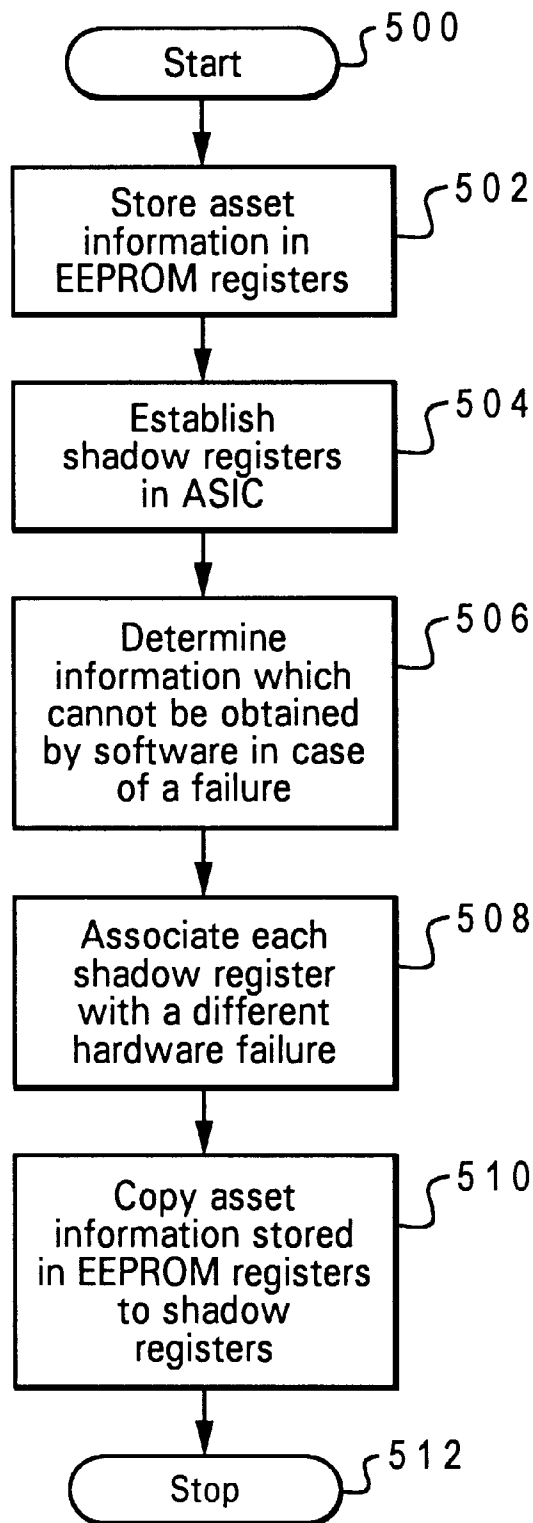 500
Start
502
Store asset
information in
EEPROM registers
504
Establish
shadow registers
in ASIC
506
Determine
information which
cannot be obtained
by software in case
of a failure
508
Associate each
shadow register
with a different
hardware failure
510
Copy asset
information stored
in EEPROM registers
to shadow
registers
512
Stop